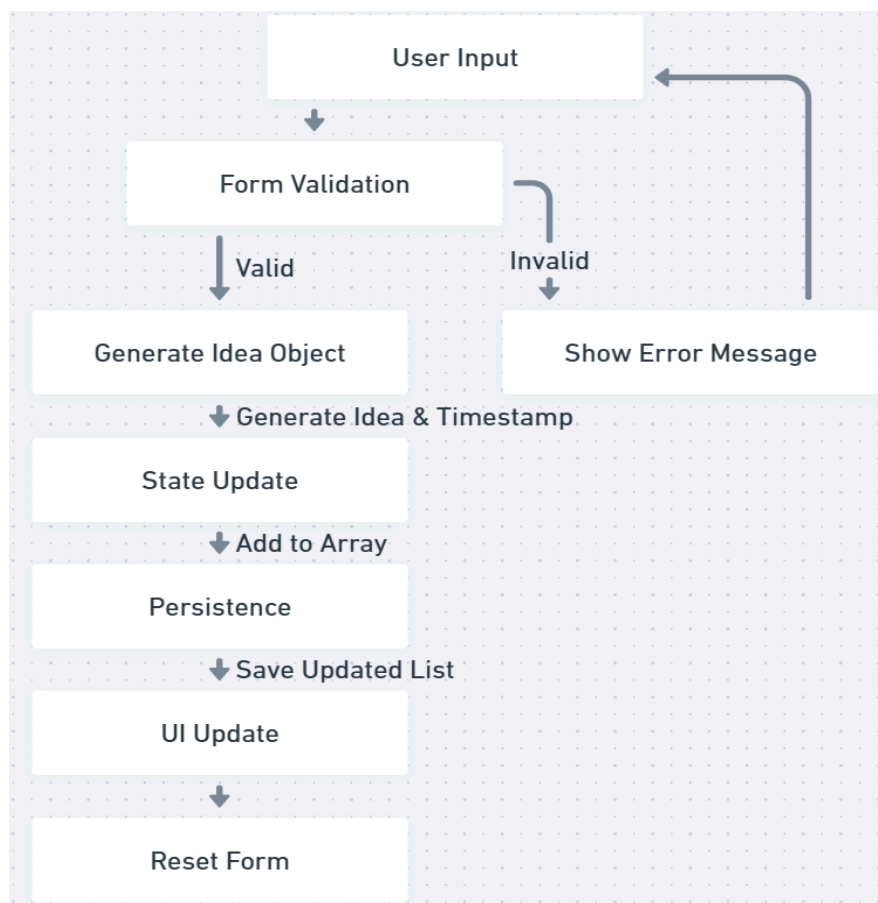 User Input
Form Validation
Valid
Invalid
Generate Idea Object
Show Error Message
Generate Idea & Timestamp
State Update
Add to Array
Persistence
Save Updated List
UI Update
Reset Form